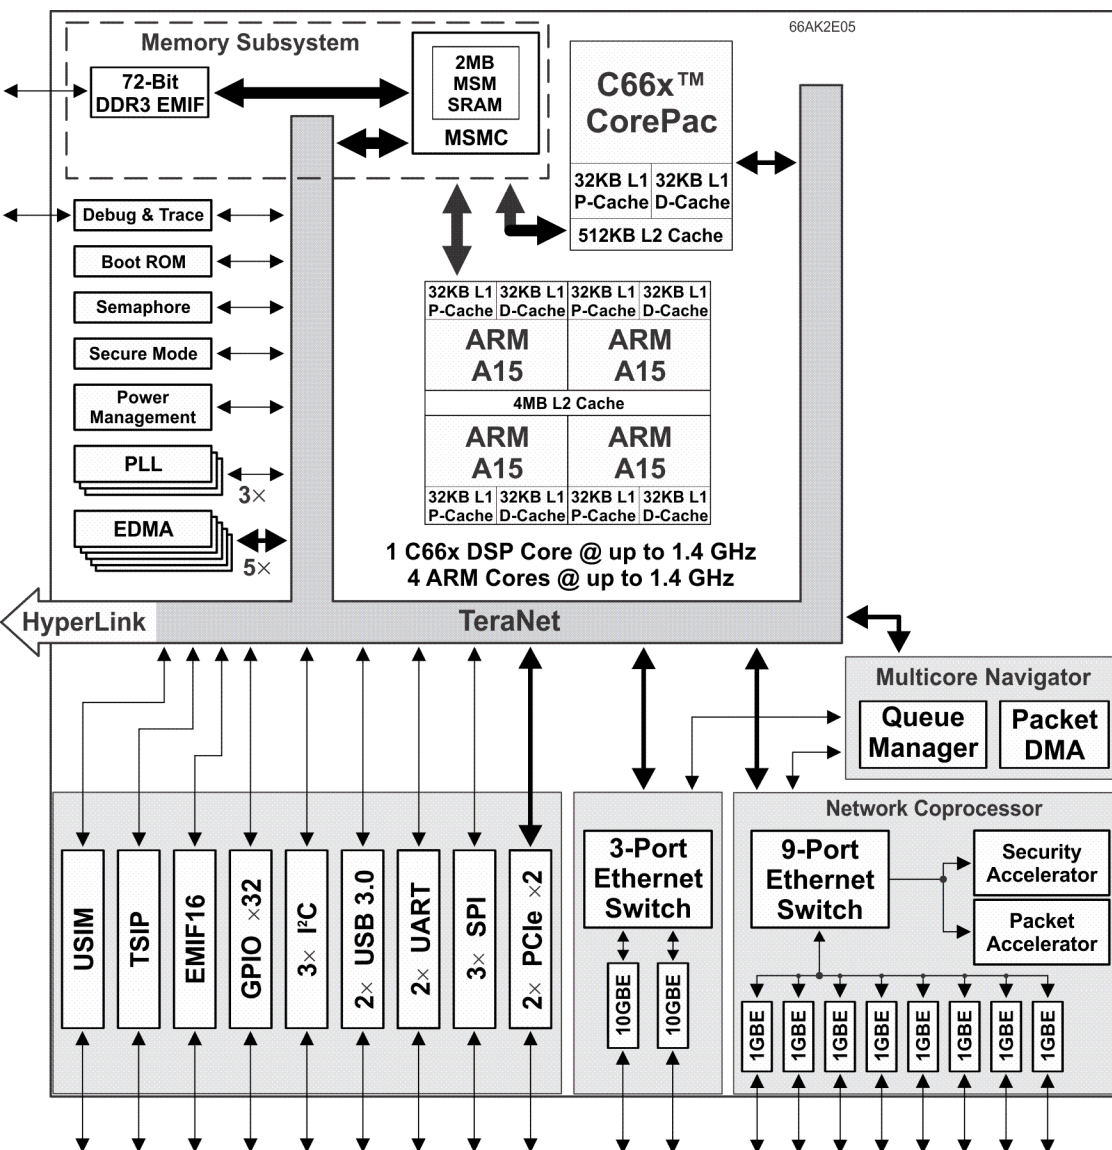 66AK2E05
Memory Subsystem
72-Bit
DDR3 EMIF
2MB
MSM
SRAM
MSMC
C66x™
CorePac
32KB L1
P-Cache
32KB L1
D-Cache
512KB L2 Cache
Debug & Trace
Boot ROM
Semaphore
Secure Mode
Power
Management
PLL
3×
EDMA
5×
32KB L1
P-Cache
32KB L1
D-Cache
32KB L1
P-Cache
32KB L1
D-Cache
ARM
A15
ARM
A15
4MB L2 Cache
ARM
A15
ARM
A15
32KB L1
P-Cache
32KB L1
D-Cache
32KB L1
P-Cache
32KB L1
D-Cache
1 C66x DSP Core @ up to 1.4 GHz
4 ARM Cores @ up to 1.4 GHz
HyperLink
TeraNet
Multicore Navigator
Queue
Manager
Packet
DMA
USIM
TSIP
EMIF16
GPIO ×32
3× I²C
2× USB 3.0
2× UART
3× SPI
2× PCIe ×2
3-Port
Ethernet
Switch
10GBE
10GBE
Network Coprocessor
9-Port
Ethernet
Switch
Security
Accelerator
Packet
Accelerator
1GBE
1GBE
1GBE
1GBE
1GBE
1GBE
1GBE
1GBE